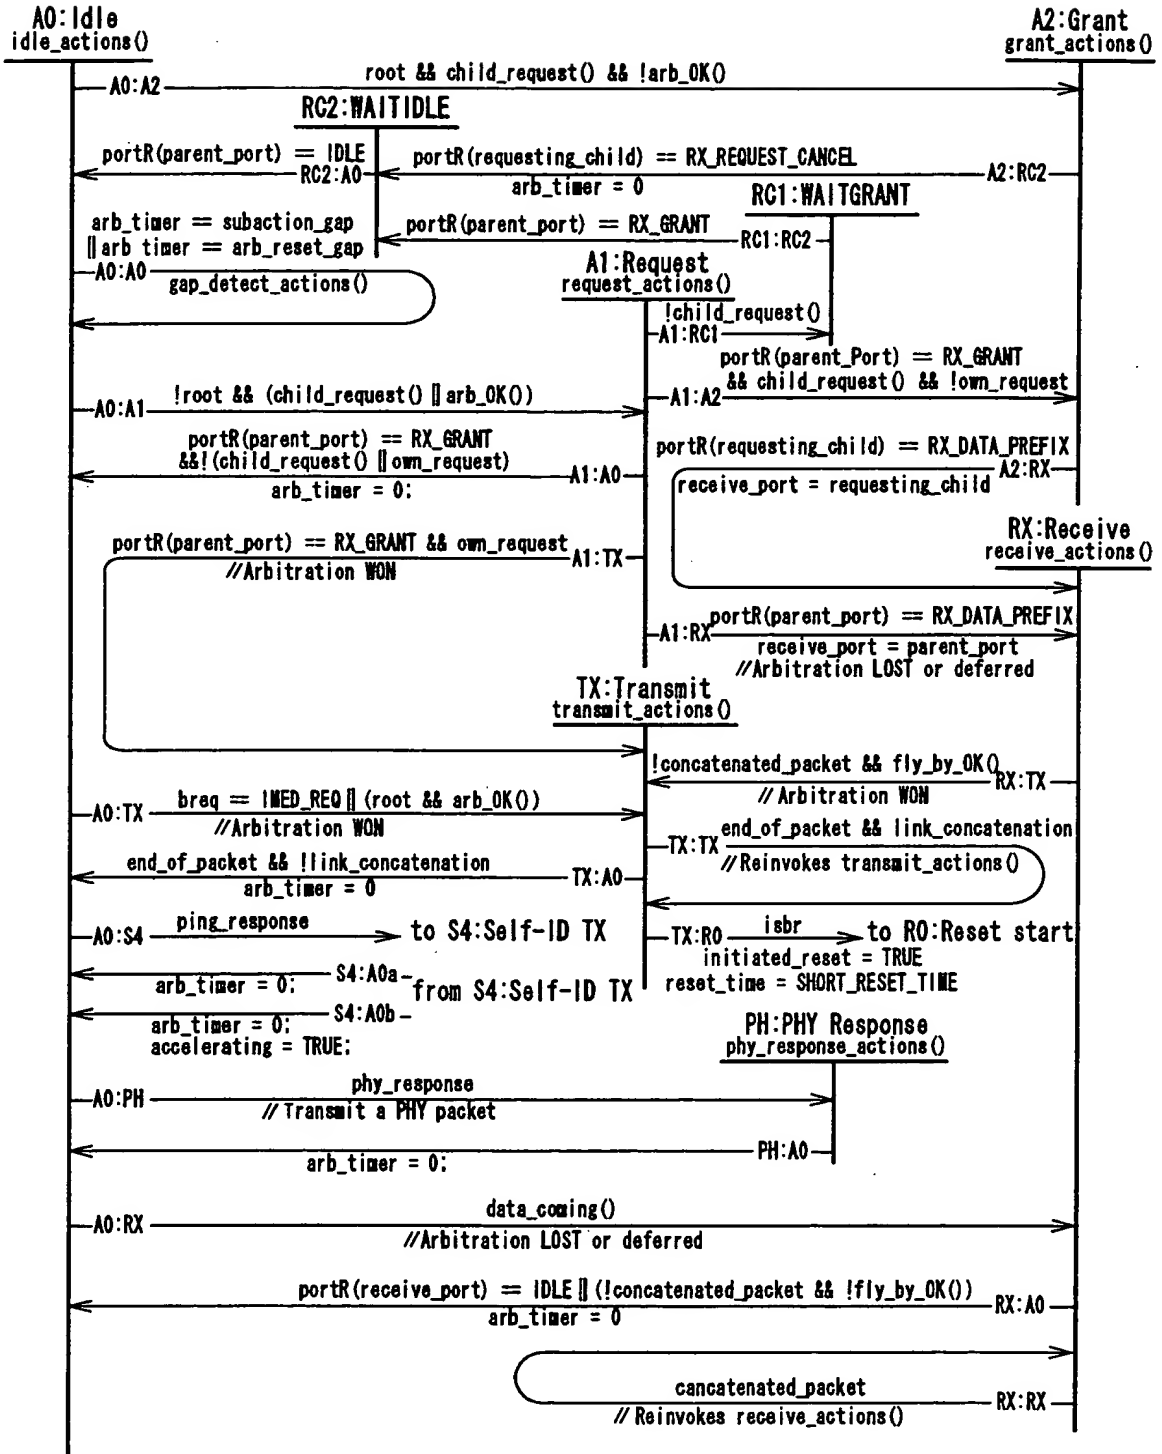 A0:Idle
idle_actions()
A2:Grant
grant_actions()
root && child_request() && !arb_OK()
A0:A2
RC2:WAITIDLE
portR(parent_port) == IDLE
RC2:A0
portR(requesting_child) == RX_REQUEST_CANCEL
A2:RC2
arb_timer = 0
RC1:WAITGRANT
arb_timer == subaction_gap
||arb timer == arb_reset_gap
portR(parent_port) == RX_GRANT
RC1:RC2
A0:A0
gap_detect_actions()
A1:Request
request_actions()
!child_request()
A1:RC1
portR(parent_Port) == RX_GRANT
&& child_request() && !own_request
A1:A2
!root && (child_request() || arb_OK())
A0:A1
portR(parent_port) == RX_GRANT
&&!(child_request() || own_request)
A1:A0
arb_timer = 0;
portR(requesting_child) == RX_DATA_PREFIX
A2:RX
receive_port = requesting_child
RX:Receive
receive_actions()
portR(parent_port) == RX_GRANT && own_request
A1:TX
//Arbitration WON
portR(parent_port) == RX_DATA_PREFIX
A1:RX
receive_port = parent_port
//Arbitration LOST or deferred
TX:Transmit
transmit_actions()
!concatenated_packet && fly_by_OK()
RX:TX
// Arbitration WON
breq == IMED_REQ || (root && arb_OK())
A0:TX
//Arbitration WON
end_of_packet && link_concatenation
TX:TX
//Reinvokes transmit_actions()
end_of_packet && !link_concatenation
TX:A0
arb_timer = 0
ping_response
A0:S4
to S4:Self-ID TX
isbr
TX:R0
to R0:Reset start
initiated_reset = TRUE
reset_time = SHORT_RESET_TIME
S4:A0a
arb_timer = 0;
from S4:Self-ID TX
S4:A0b
arb_timer = 0;
accelerating = TRUE;
PH:PHY Response
phy_response_actions()
phy_response
A0:PH
// Transmit a PHY packet
PH:A0
arb_timer = 0;
data_coming()
A0:RX
//Arbitration LOST or deferred
portR(receive_port) == IDLE || (!concatenated_packet && !fly_by_OK())
RX:A0
arb_timer = 0
cancatenated_packet
RX:RX
// Reinvokes receive_actions()